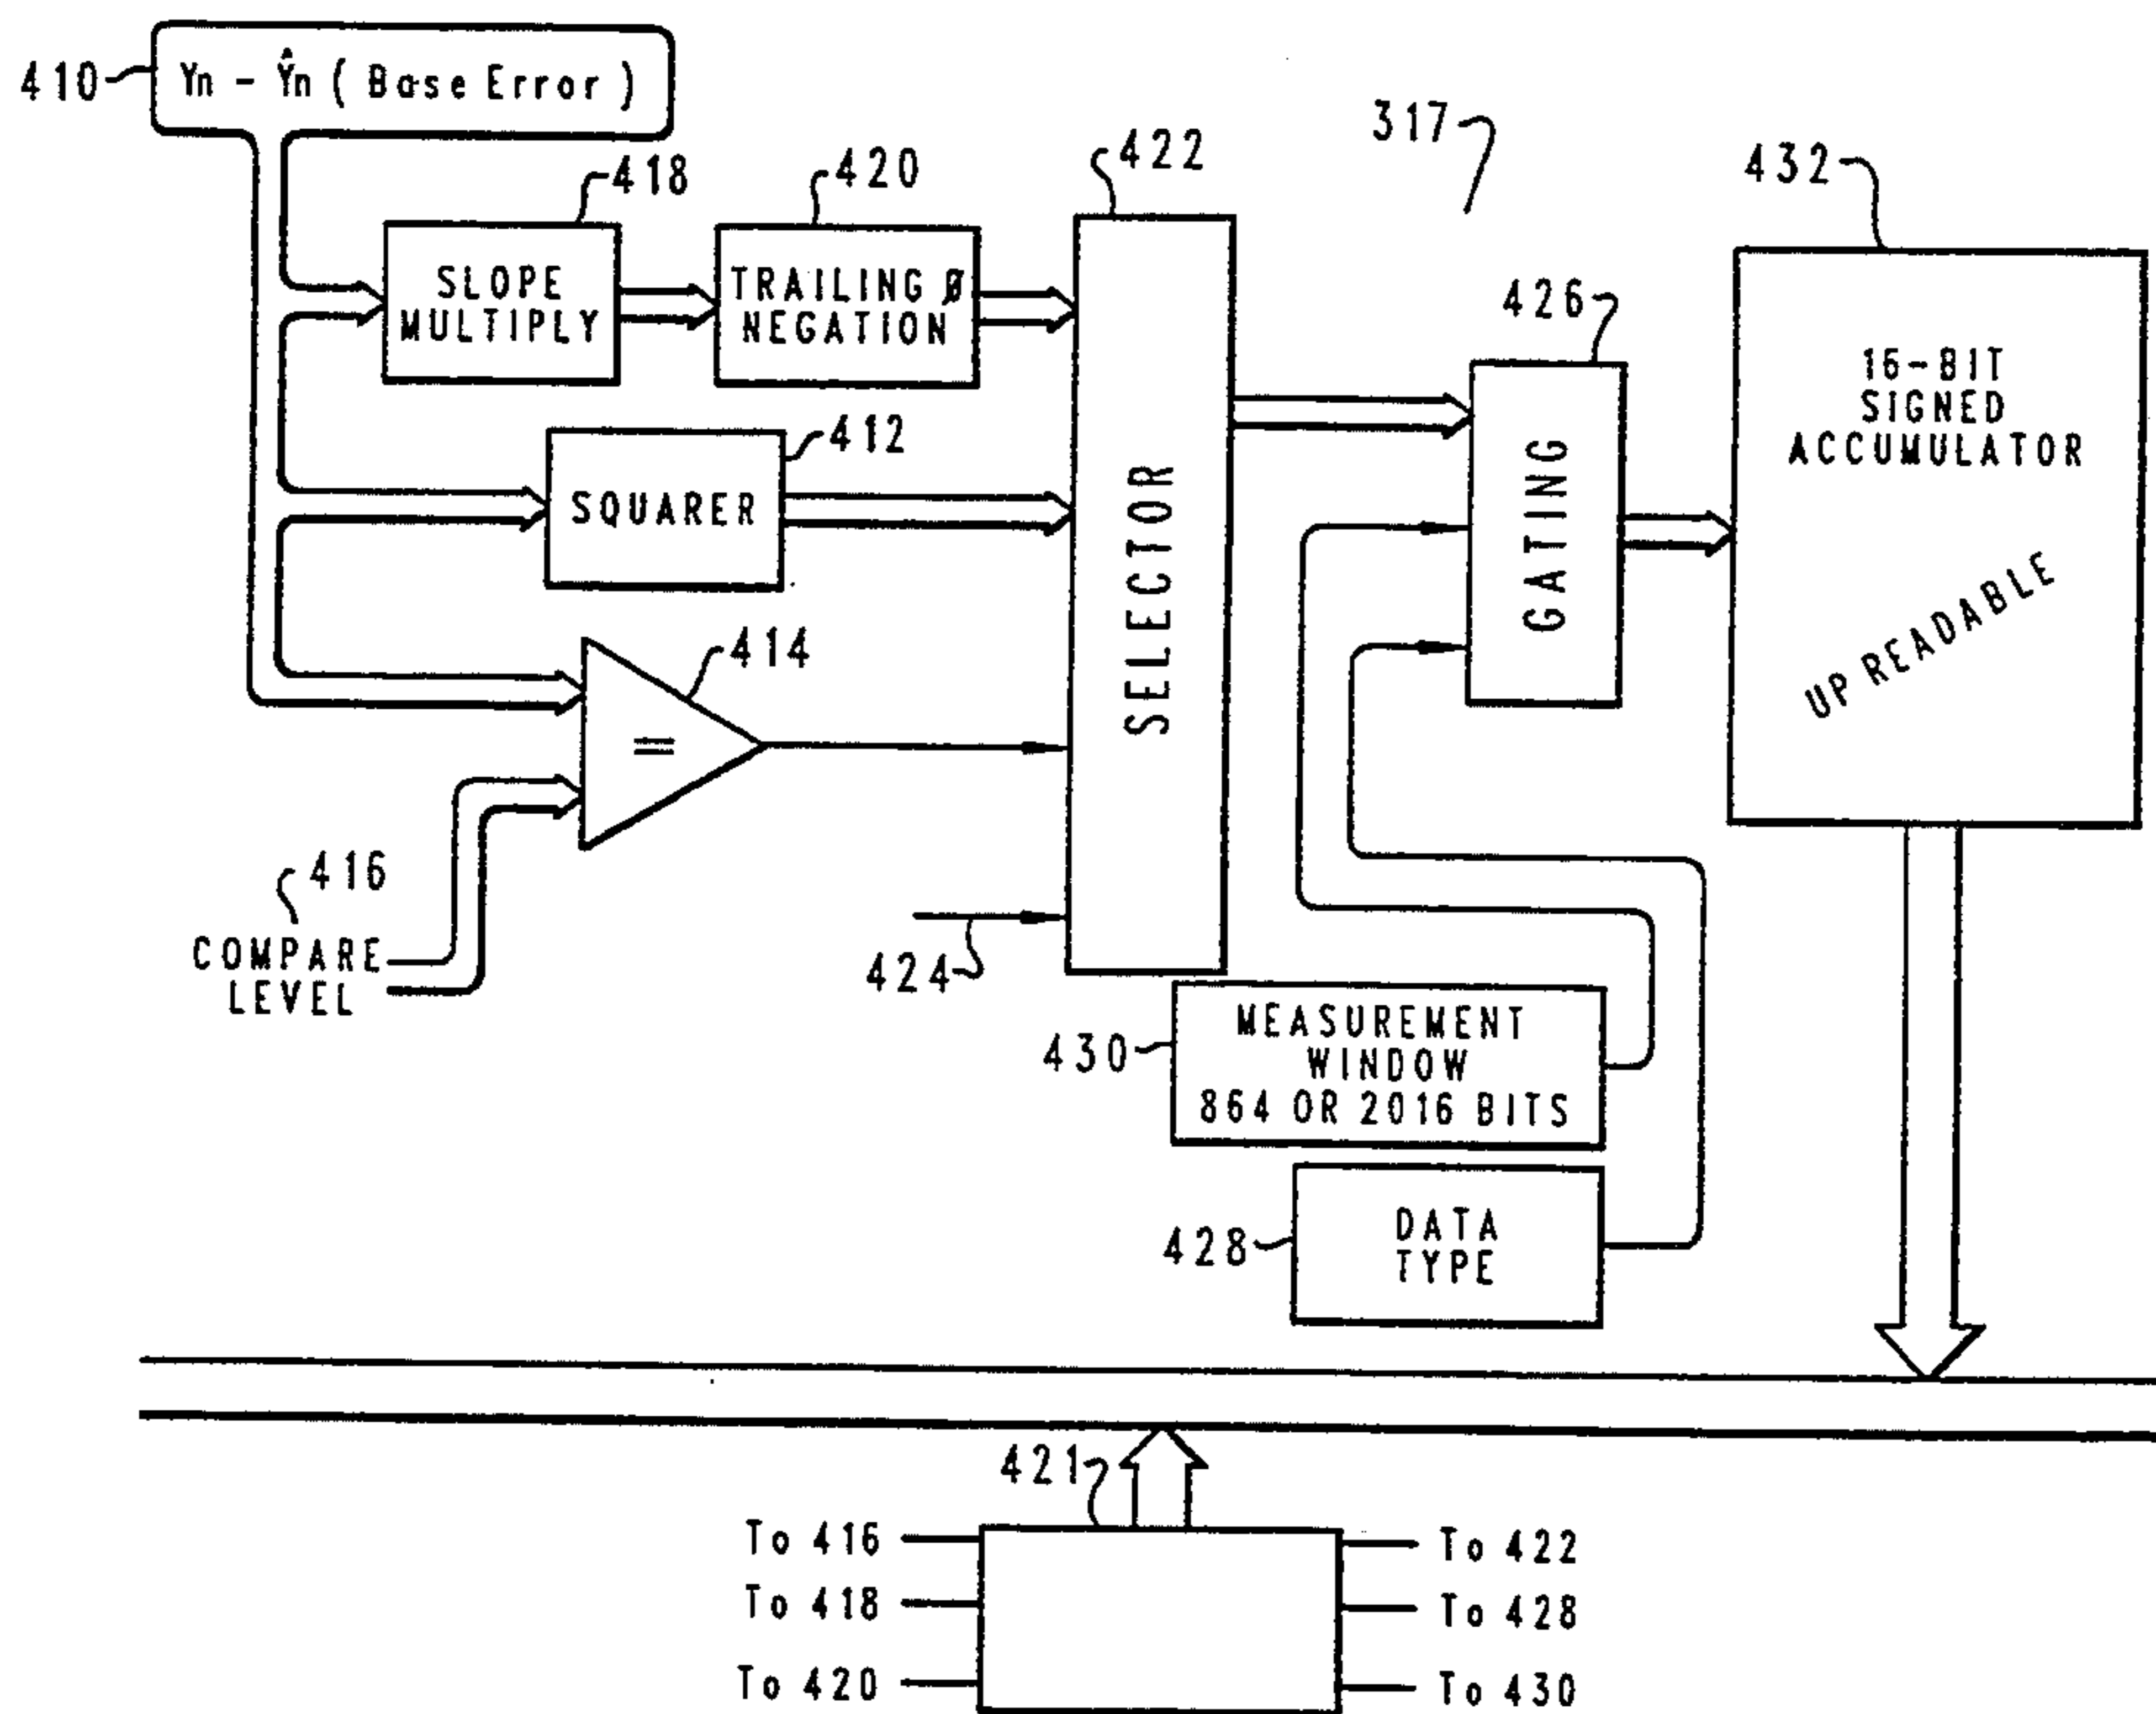 410
Yn - Ŷn ( Base Error )
317
418
420
422
432
SLOPE
MULTIPLY
TRAILING Ø
NEGATION
426
16-BIT
SIGNED
ACCUMULATOR
412
SQUARER
SELECTOR
GATING
UP READABLE
414
=
416
COMPARE
LEVEL
424
430
MEASUREMENT
WINDOW
864 OR 2016 BITS
428
DATA
TYPE
421
To 416
To 418
To 420
To 422
To 428
To 430